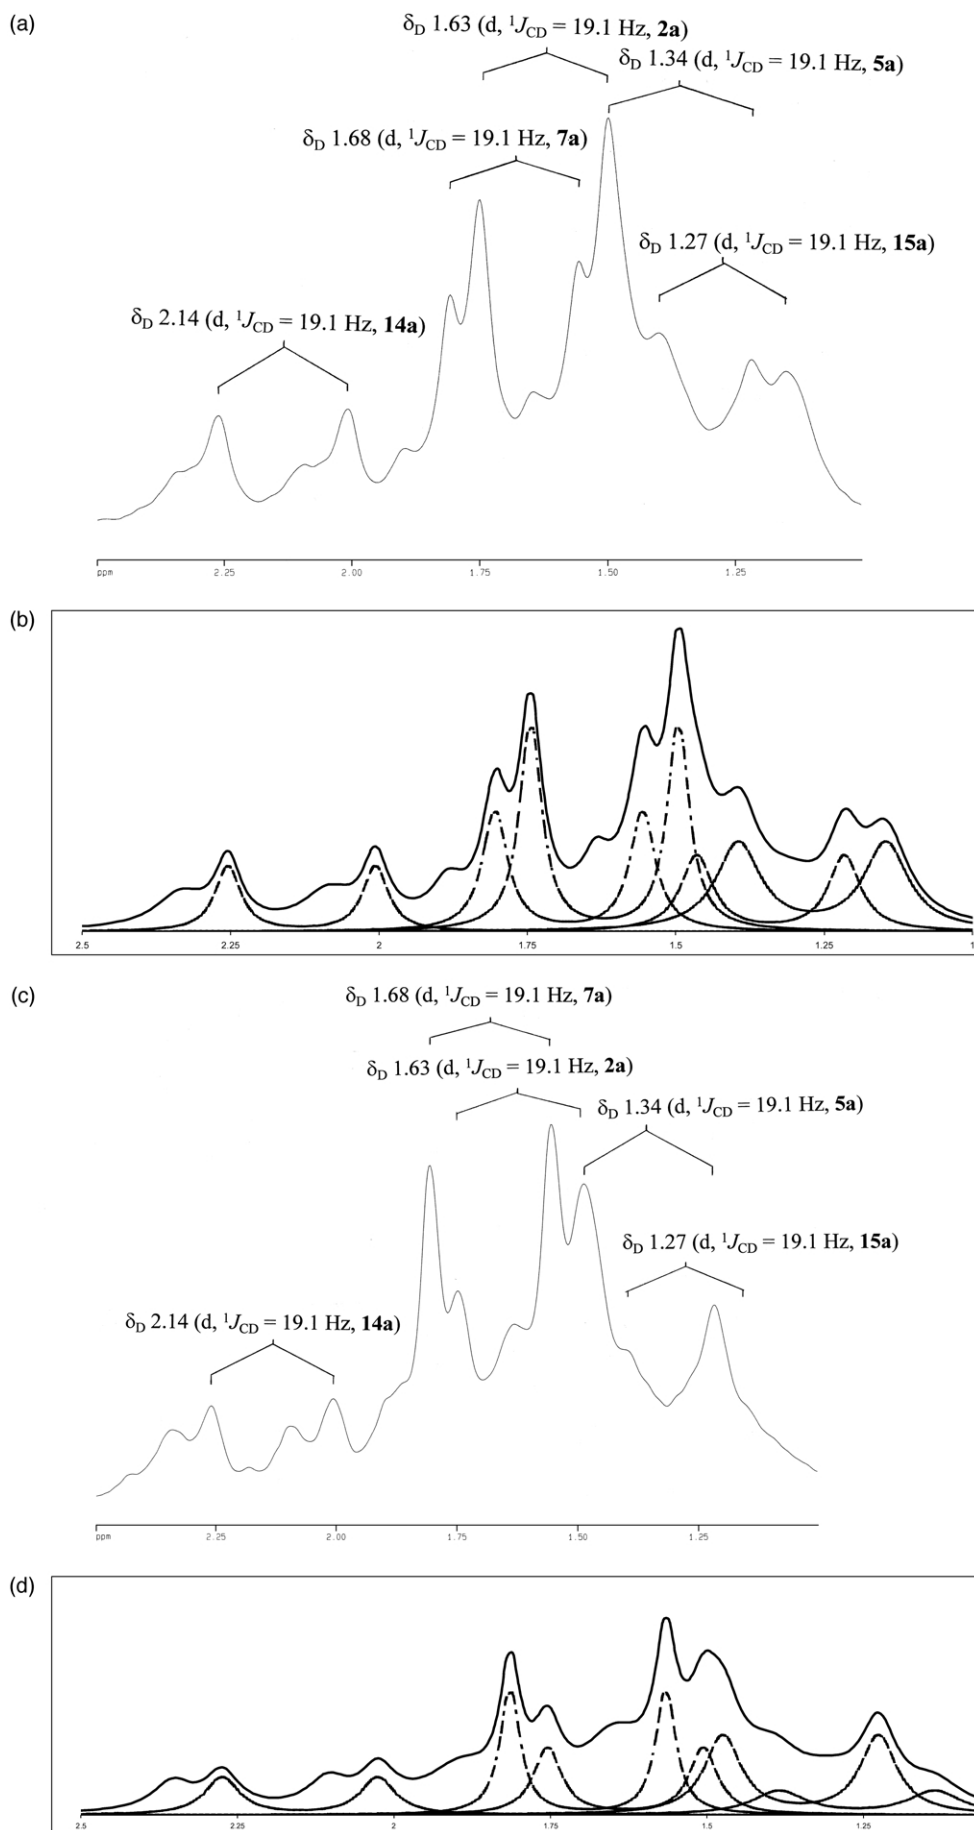 (a)
δD 1.63 (d, ¹JCD = 19.1 Hz, 2a)
δD 1.34 (d, ¹JCD = 19.1 Hz, 5a)
δD 1.68 (d, ¹JCD = 19.1 Hz, 7a)
δD 1.27 (d, ¹JCD = 19.1 Hz, 15a)
δD 2.14 (d, ¹JCD = 19.1 Hz, 14a)
ppm 2.25 2.00 1.75 1.50 1.25
(b)
2.5 2.25 2 1.75 1.5 1.25 1
(c)
δD 1.68 (d, ¹JCD = 19.1 Hz, 7a)
δD 1.63 (d, ¹JCD = 19.1 Hz, 2a)
δD 1.34 (d, ¹JCD = 19.1 Hz, 5a)
δD 1.27 (d, ¹JCD = 19.1 Hz, 15a)
δD 2.14 (d, ¹JCD = 19.1 Hz, 14a)
ppm 2.25 2.00 1.75 1.50 1.25
(d)
2.5 2.25 2 1.75 1.5 1.25